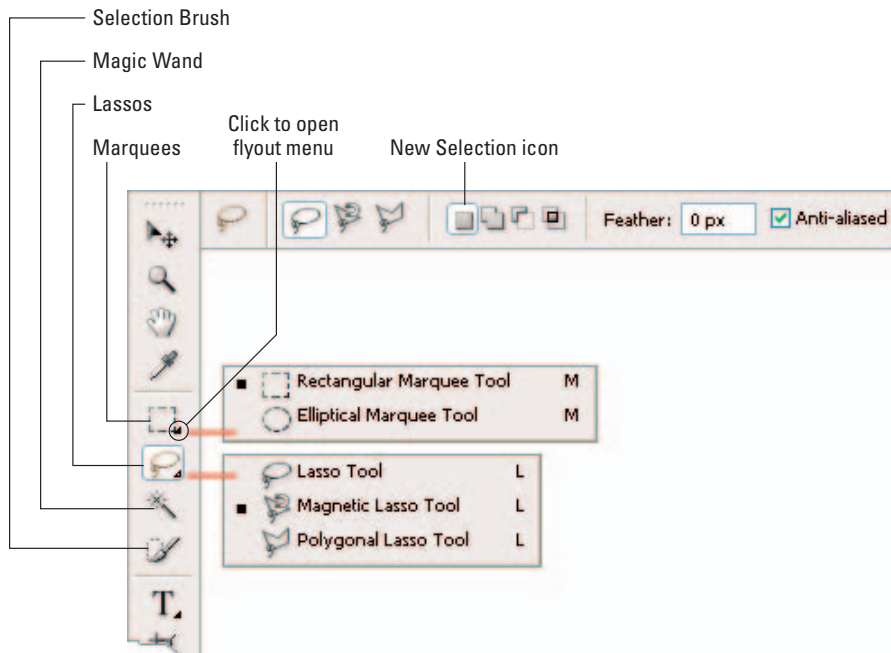 Selection Brush
Magic Wand
Lassos
Marquees
Click to open
flyout menu
New Selection icon
Feather: 0 px Anti-aliased
Rectangular Marquee Tool M
Elliptical Marquee Tool M
Lasso Tool L
Magnetic Lasso Tool L
Polygonal Lasso Tool L
T